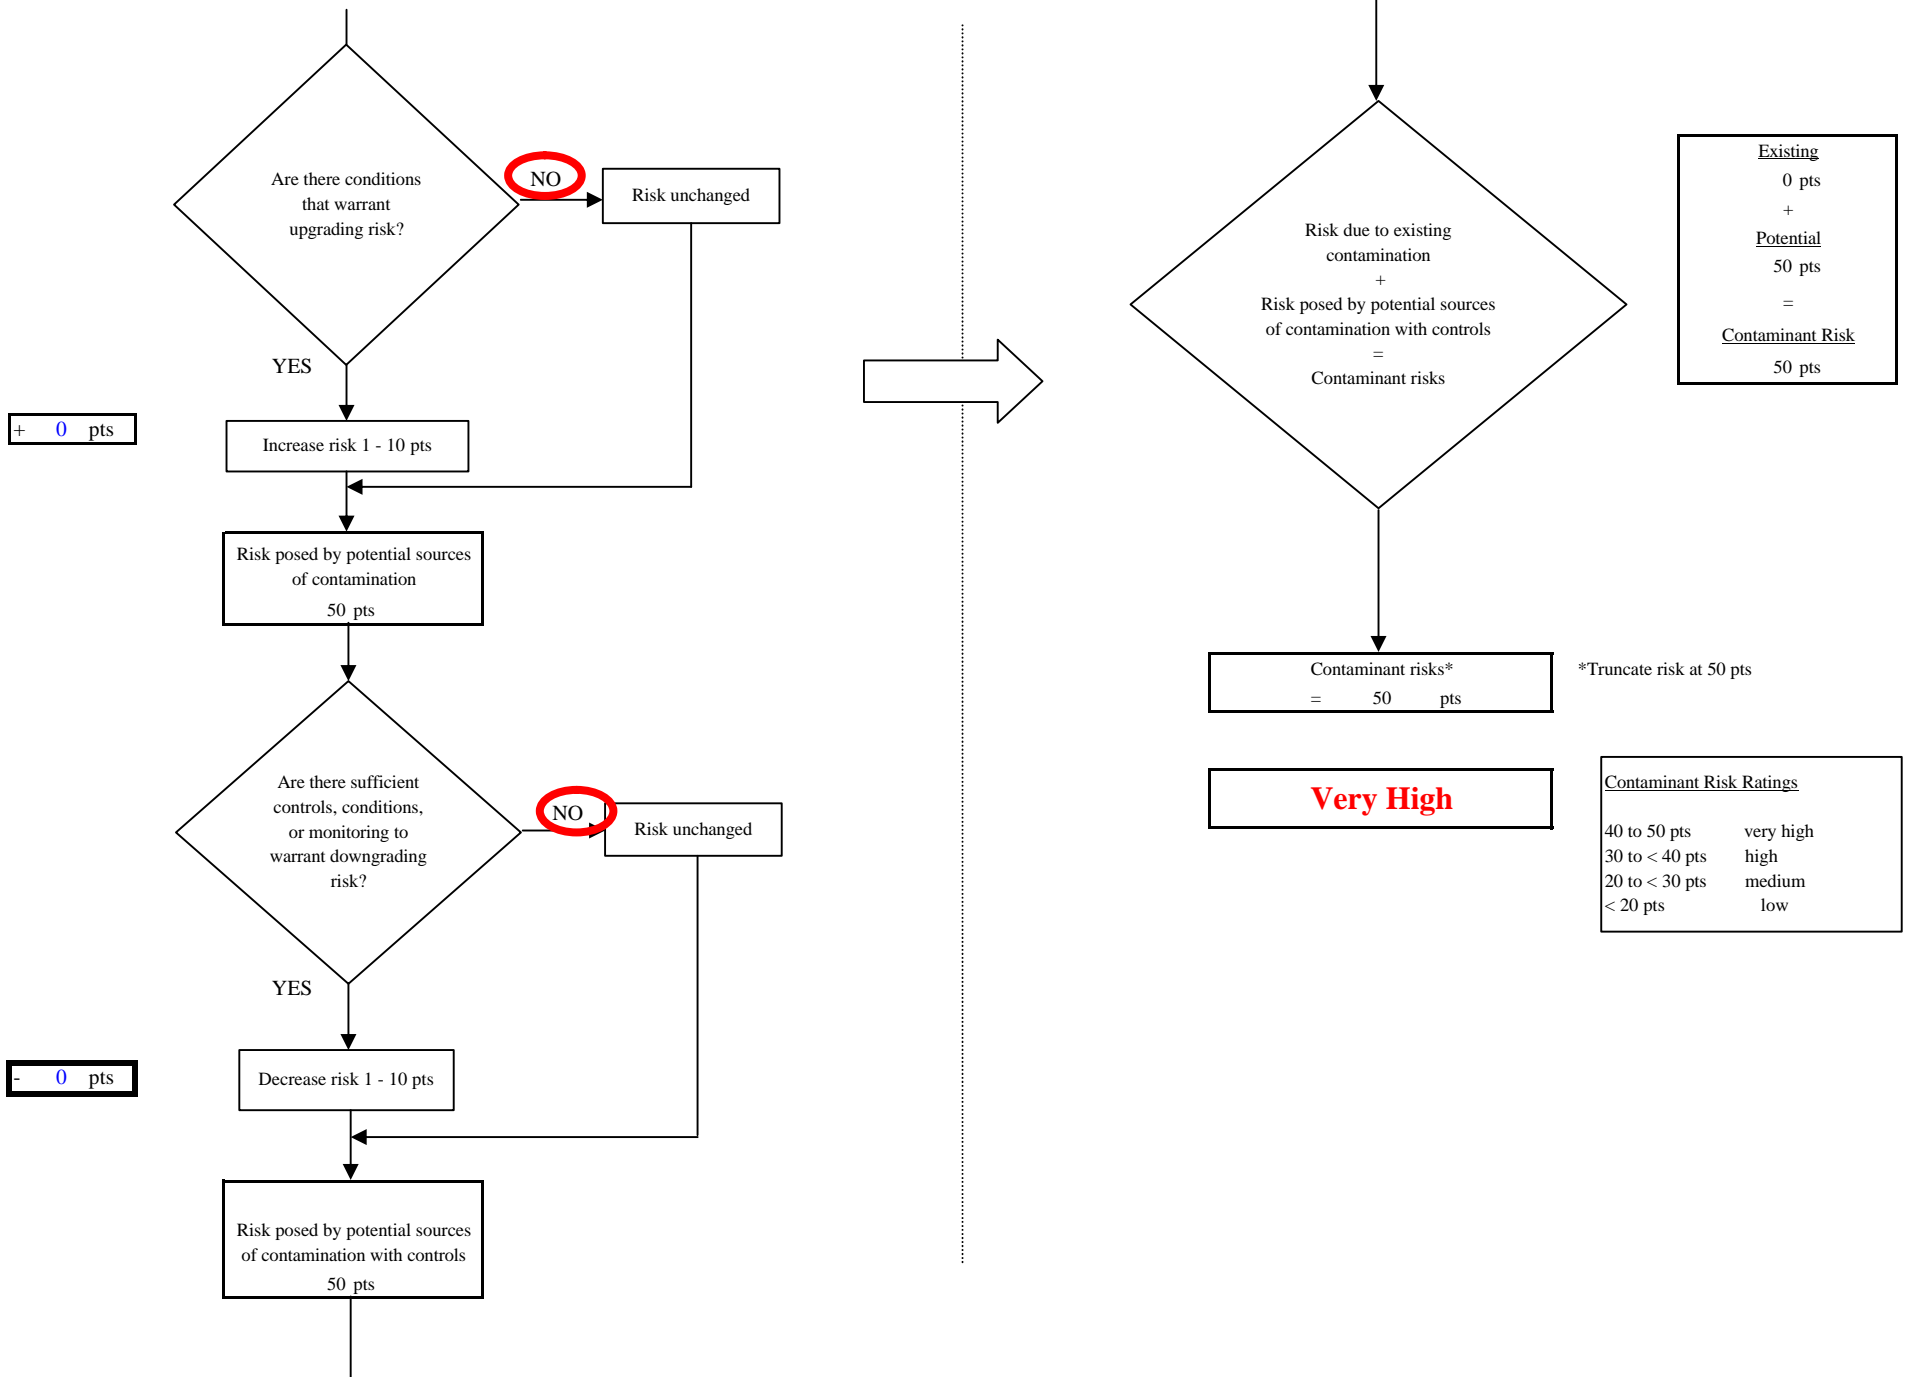 Are there conditions
that warrant
upgrading risk?
NO
Risk unchanged
YES
+ 0 pts
Increase risk 1 - 10 pts
Risk posed by potential sources
of contamination
50 pts
Are there sufficient
controls, conditions,
or monitoring to
warrant downgrading
risk?
NO
Risk unchanged
YES
- 0 pts
Decrease risk 1 - 10 pts
Risk posed by potential sources
of contamination with controls
50 pts
Risk due to existing
contamination
+
Risk posed by potential sources
of contamination with controls
=
Contaminant risks
Existing
0 pts
+
Potential
50 pts
=
Contaminant Risk
50 pts
Contaminant risks*
= 50 pts
*Truncate risk at 50 pts
Very High
Contaminant Risk Ratings
40 to 50 pts very high
30 to < 40 pts high
20 to < 30 pts medium
< 20 pts low